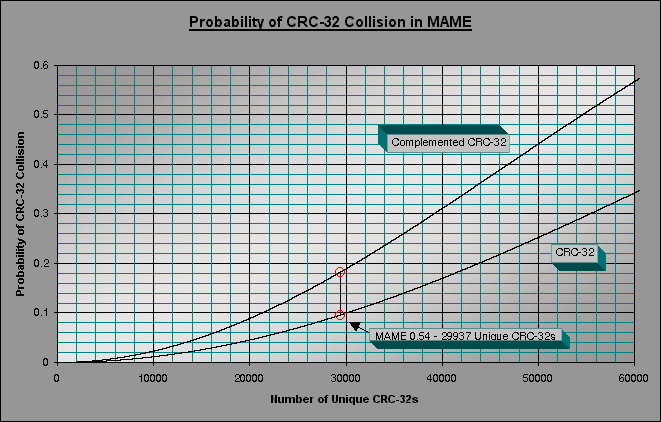 Probability of CRC-32 Collision in MAME
Probability of CRC-32 Collision
0.6
0.5
0.4
0.3
0.2
0.1
0
Complemented CRC-32
CRC-32
MAME 0.54 - 29937 Unique CRC-32s
0 10000 20000 30000 40000 50000 60000
Number of Unique CRC-32s